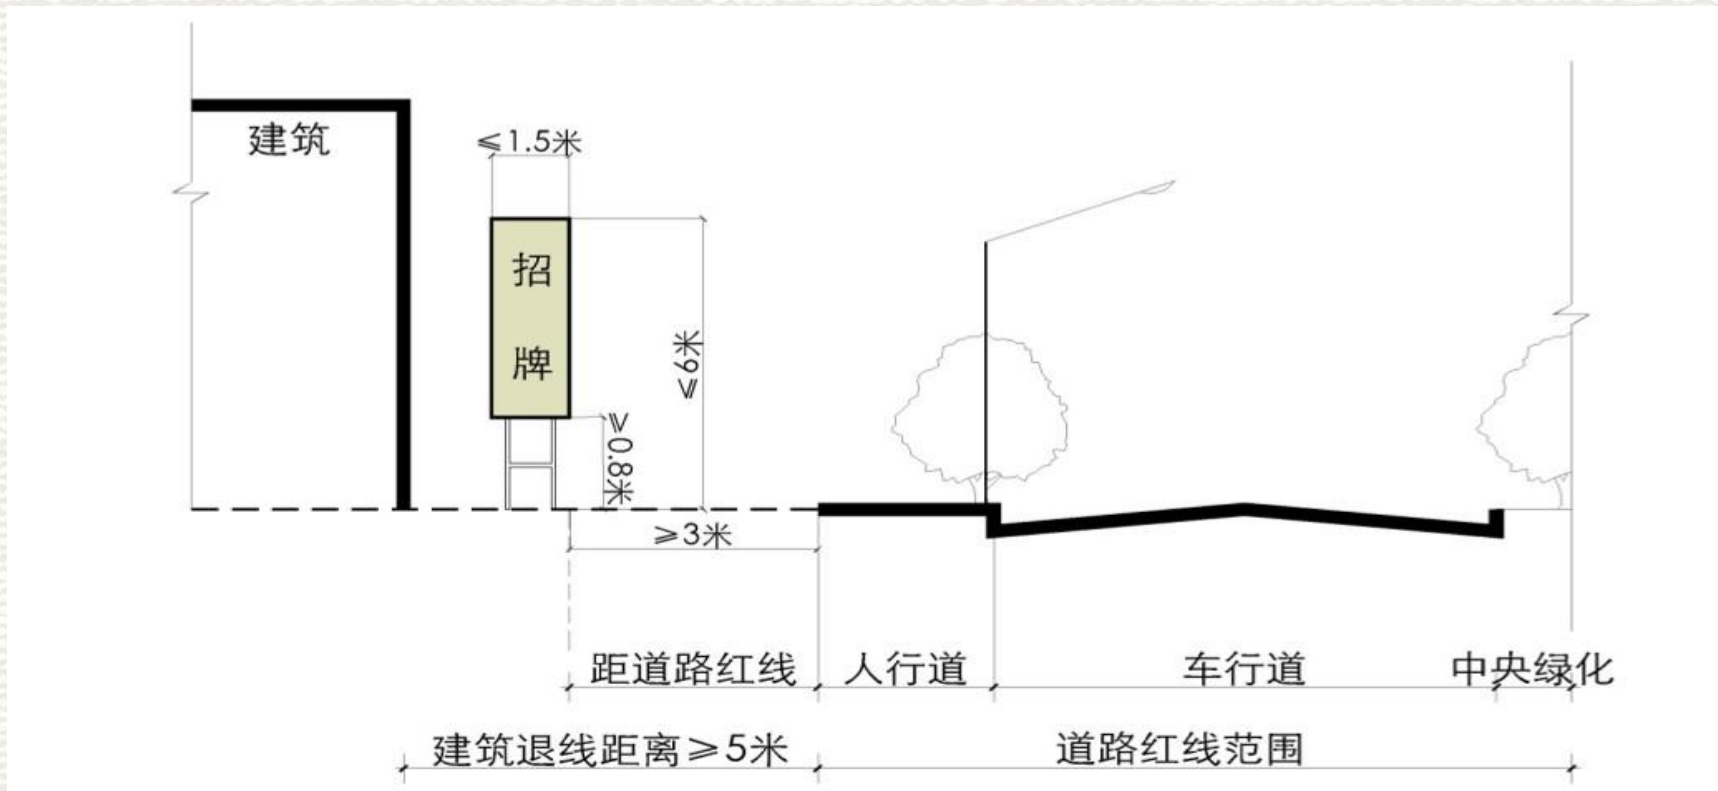 建筑
≤1.5米
招
牌
≤6米
≥0.8米
≥3米
距道路红线
人行道
车行道
中央绿化
建筑退线距离≥5米
道路红线范围